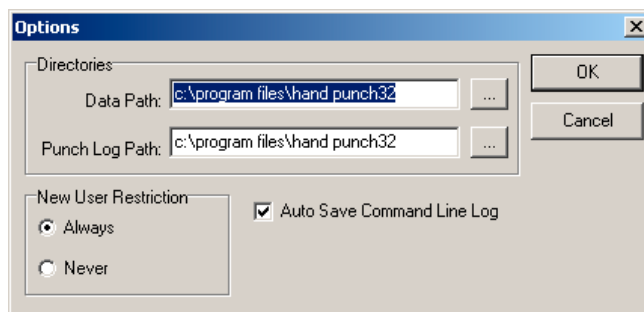 Options
Directories
Data Path: c:\program files\hand punch32 ...
Punch Log Path: c:\program files\hand punch32 ...
OK
Cancel
New User Restriction
Always
Never
Auto Save Command Line Log